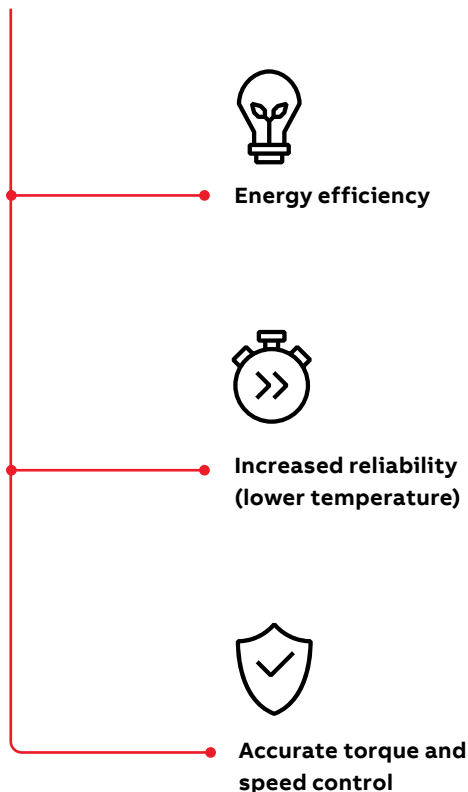 Energy efficiency
Increased reliability
(lower temperature)
Accurate torque and
speed control